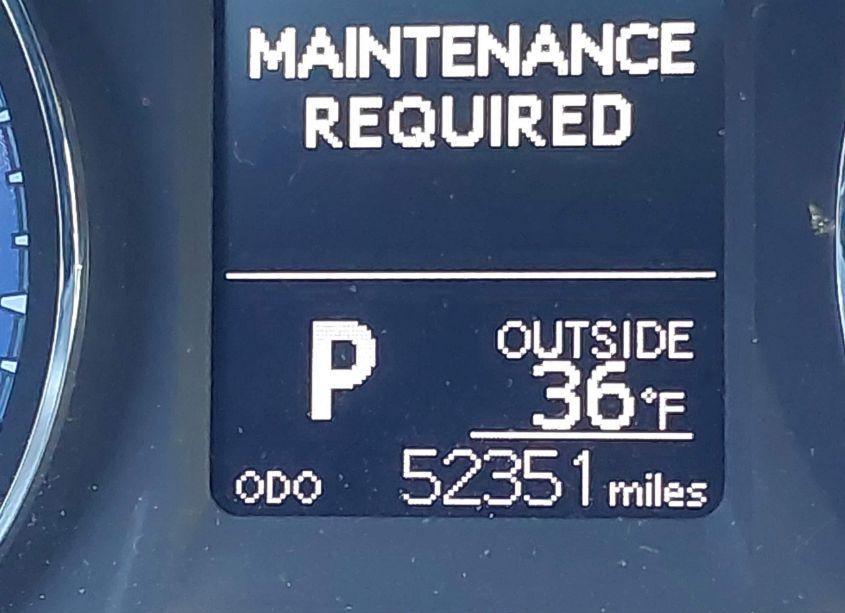 MAINTENANCE
REQUIRED
P
OUTSIDE
36°F
ODO 52351 miles